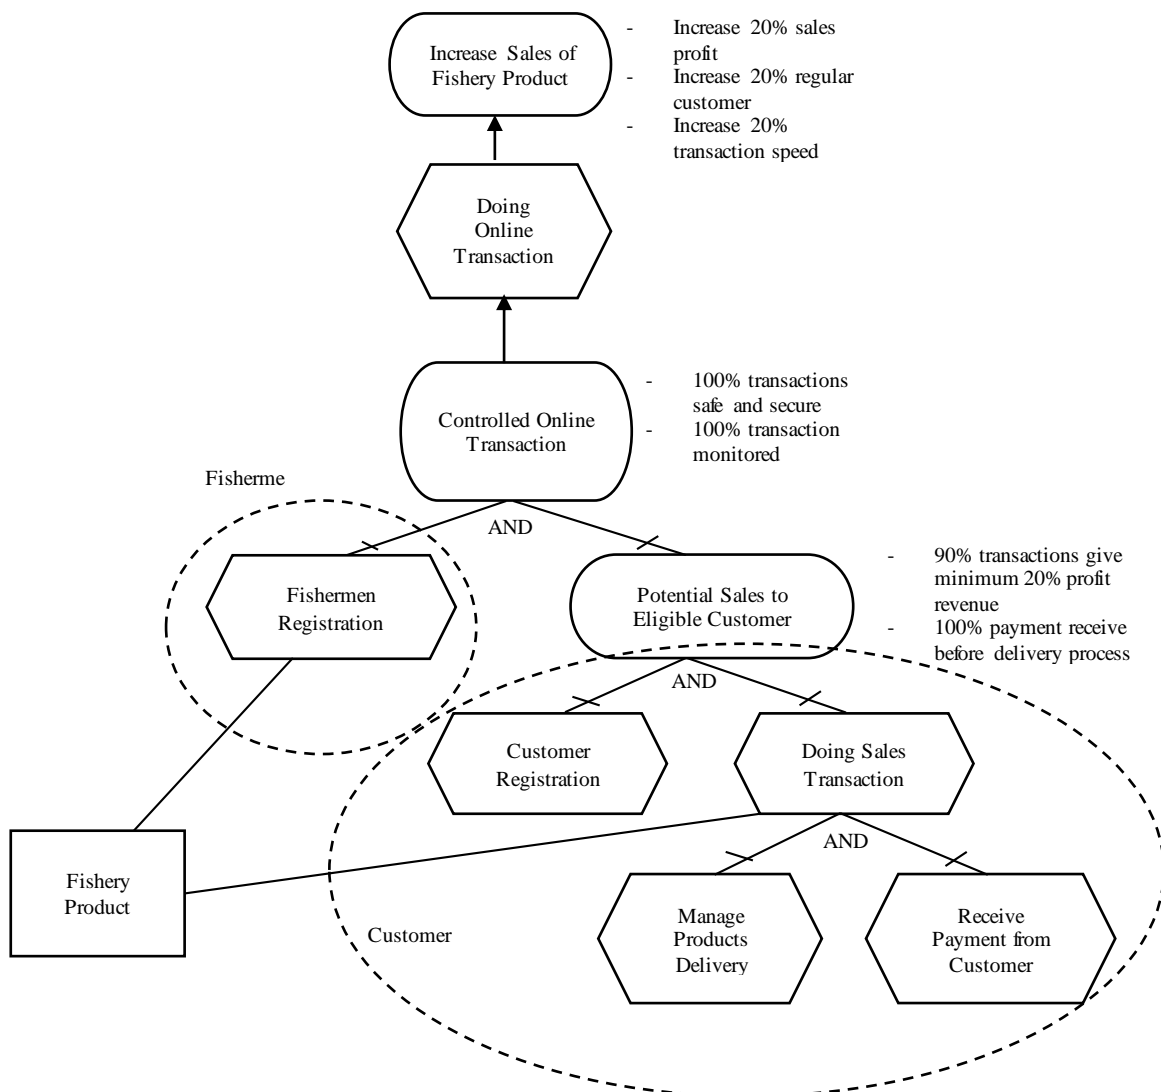 Increase Sales of
Fishery Product
- Increase 20% sales
profit
- Increase 20% regular
customer
- Increase 20%
transaction speed
Doing
Online
Transaction
Controlled Online
Transaction
- 100% transactions
safe and secure
- 100% transaction
monitored
Fisherme
AND
Fishermen
Registration
Potential Sales to
Eligible Customer
- 90% transactions give
minimum 20% profit
revenue
- 100% payment receive
before delivery process
AND
Customer
Registration
Doing Sales
Transaction
AND
Fishery
Product
Customer
Manage
Products
Delivery
Receive
Payment from
Customer